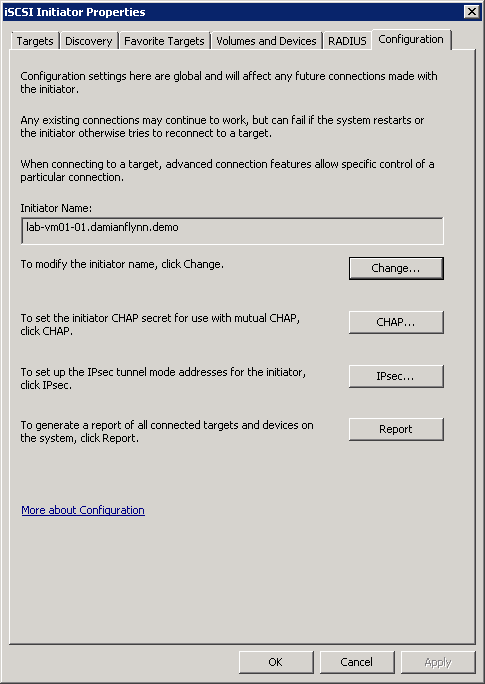 iSCSI Initiator Properties
Targets Discovery Favorite Targets Volumes and Devices RADIUS Configuration
Configuration settings here are global and will affect any future connections made with
the initiator.
Any existing connections may continue to work, but can fail if the system restarts or
the initiator otherwise tries to reconnect to a target.
When connecting to a target, advanced connection features allow specific control of a
particular connection.
Initiator Name:
lab-vm01-01.damianflynn.demo
To modify the initiator name, click Change.
Change...
To set the initiator CHAP secret for use with mutual CHAP,
click CHAP.
CHAP...
To set up the IPsec tunnel mode addresses for the initiator,
click IPsec.
IPsec...
To generate a report of all connected targets and devices on
the system, click Report.
Report
More about Configuration
OK Cancel Apply